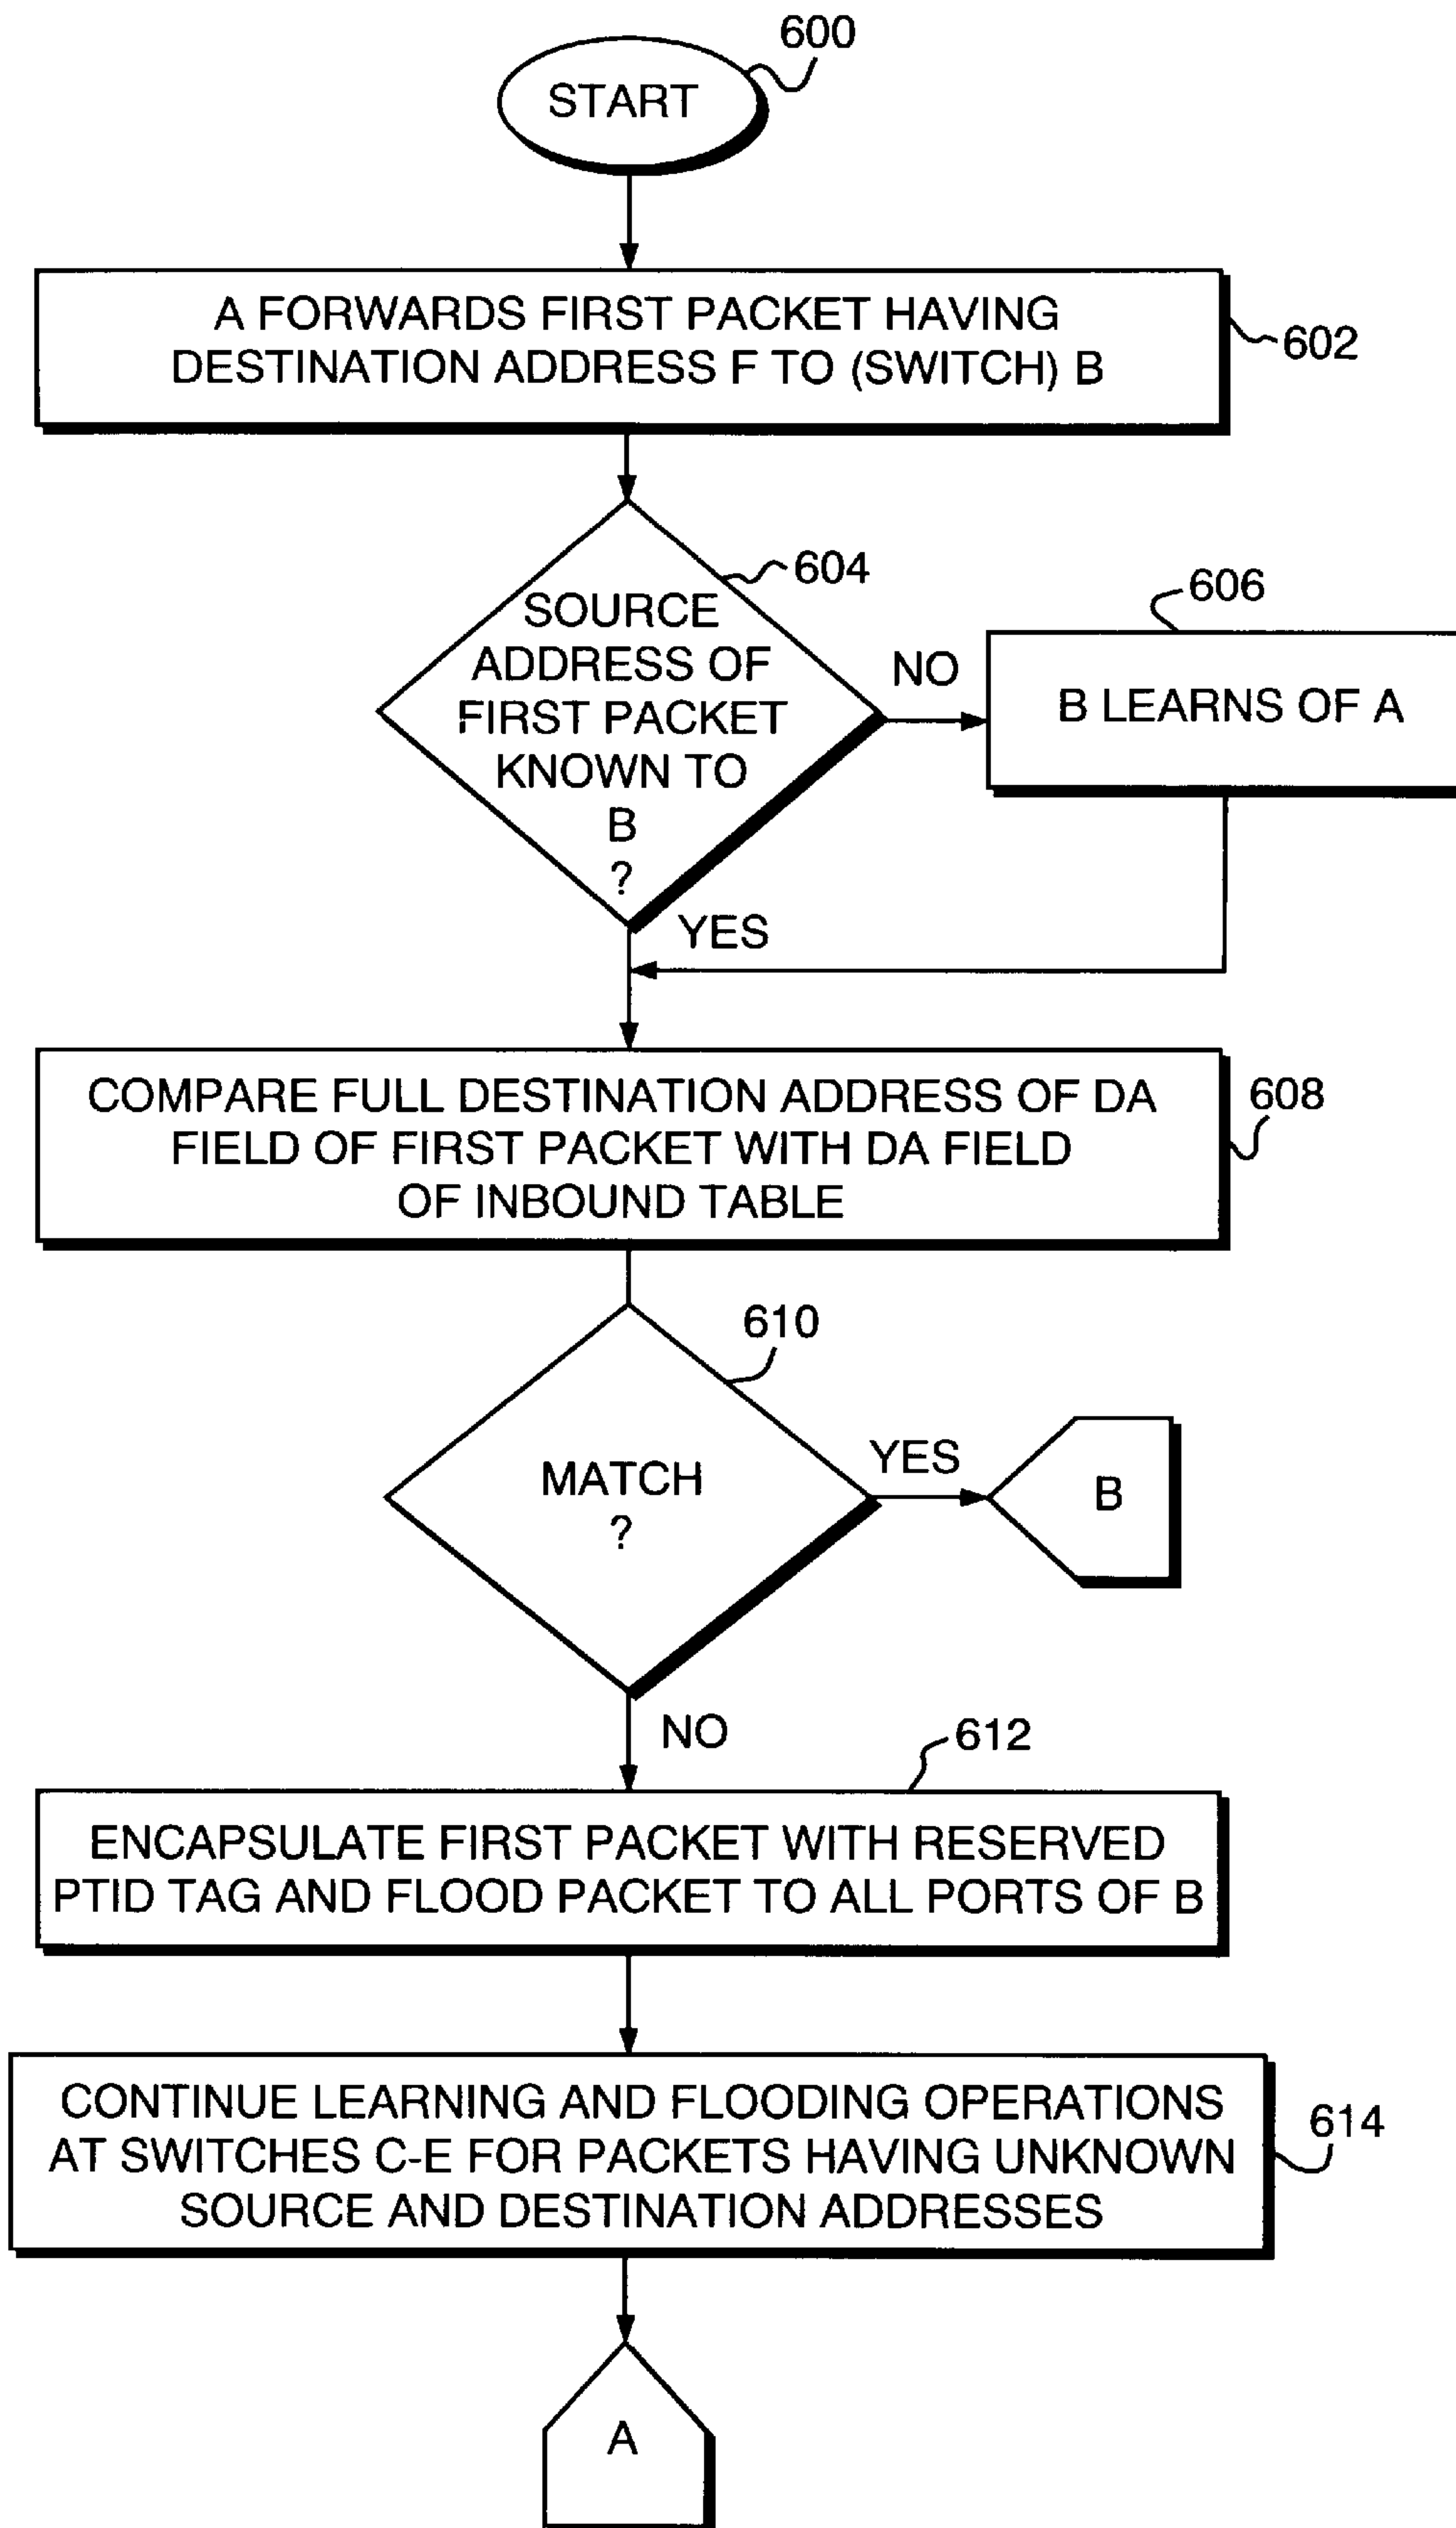 600
START
A FORWARDS FIRST PACKET HAVING
DESTINATION ADDRESS F TO (SWITCH) B
602
604
SOURCE
ADDRESS OF
FIRST PACKET
KNOWN TO
B
?
NO
606
B LEARNS OF A
YES
COMPARE FULL DESTINATION ADDRESS OF DA
FIELD OF FIRST PACKET WITH DA FIELD
OF INBOUND TABLE
608
610
MATCH
?
YES
B
NO
612
ENCAPSULATE FIRST PACKET WITH RESERVED
PTID TAG AND FLOOD PACKET TO ALL PORTS OF B
CONTINUE LEARNING AND FLOODING OPERATIONS
AT SWITCHES C-E FOR PACKETS HAVING UNKNOWN
SOURCE AND DESTINATION ADDRESSES
614
A